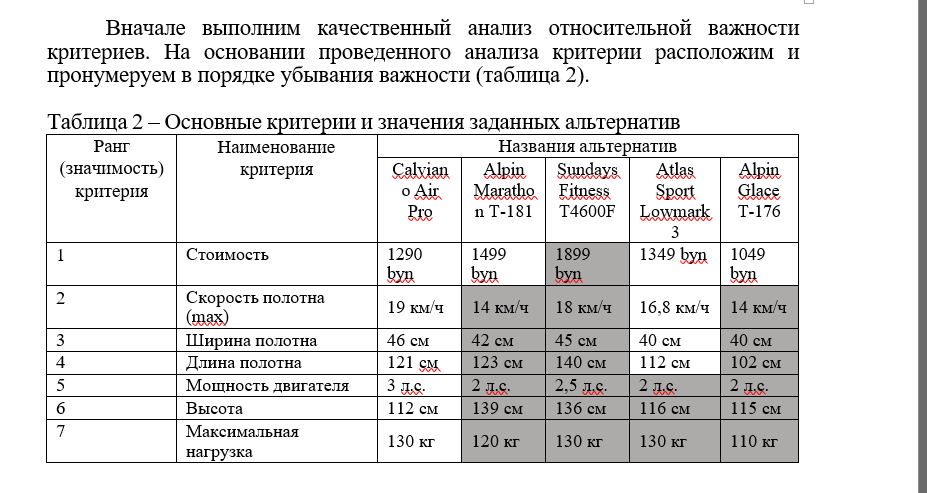 Вначале выполним качественный анализ относительной важности
критериев. На основании проведенного анализа критерии расположим и
пронумеруем в порядке убывания важности (таблица 2).
Таблица 2 – Основные критерии и значения заданных альтернатив
Ранг
(значимость)
критерия
Наименование
критерия
Названия альтернатив
Calvian
o Air
Pro
Alpin
Maratho
n T-181
Sundays
Fitness
T4600F
Atlas
Sport
Lowmark
3
Alpin
Glace
T-176
1 Стоимость 1290 byn 1499 byn 1899 byn 1349 byn 1049 byn
2 Скорость полотна (max) 19 км/ч 14 км/ч 18 км/ч 16,8 км/ч 14 км/ч
3 Ширина полотна 46 см 42 см 45 см 40 см 40 см
4 Длина полотна 121 см 123 см 140 см 112 см 102 см
5 Мощность двигателя 3 л.с. 2 л.с. 2,5 л.с. 2 л.с. 2 л.с.
6 Высота 112 см 139 см 136 см 116 см 115 см
7 Максимальная нагрузка 130 кг 120 кг 130 кг 130 кг 110 кг